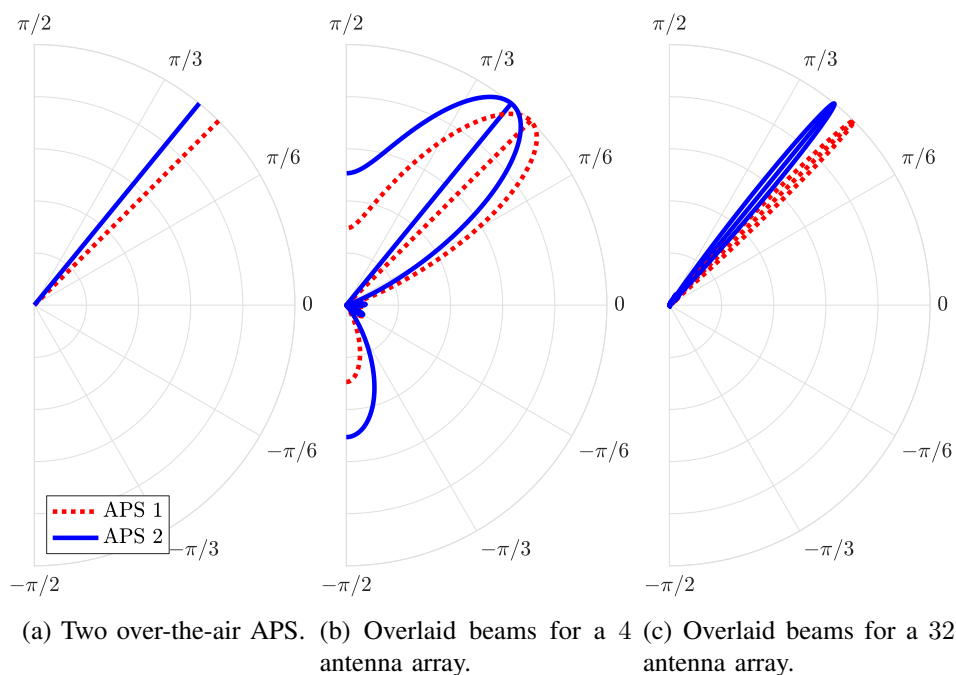 π/2
π/3
π/6
0
−π/6
−π/3
−π/2
APS 1
APS 2
(a) Two over-the-air APS.
π/2
π/3
π/6
0
−π/6
−π/3
−π/2
(b) Overlaid beams for a 4
antenna array.
π/2
π/3
π/6
0
−π/6
−π/3
−π/2
(c) Overlaid beams for a 32
antenna array.